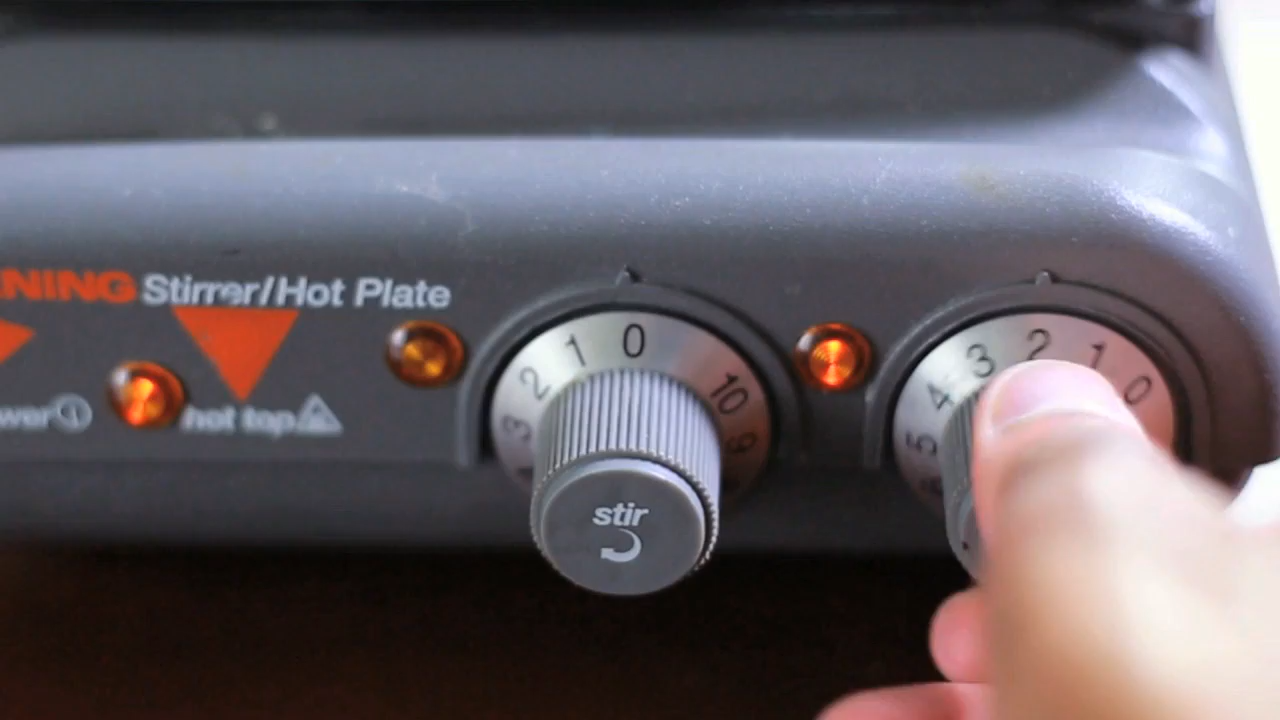 NING Stirrer/Hot Plate
wer hot top
0 1 2 3 10 9
stir
0 1 2 3 4 5